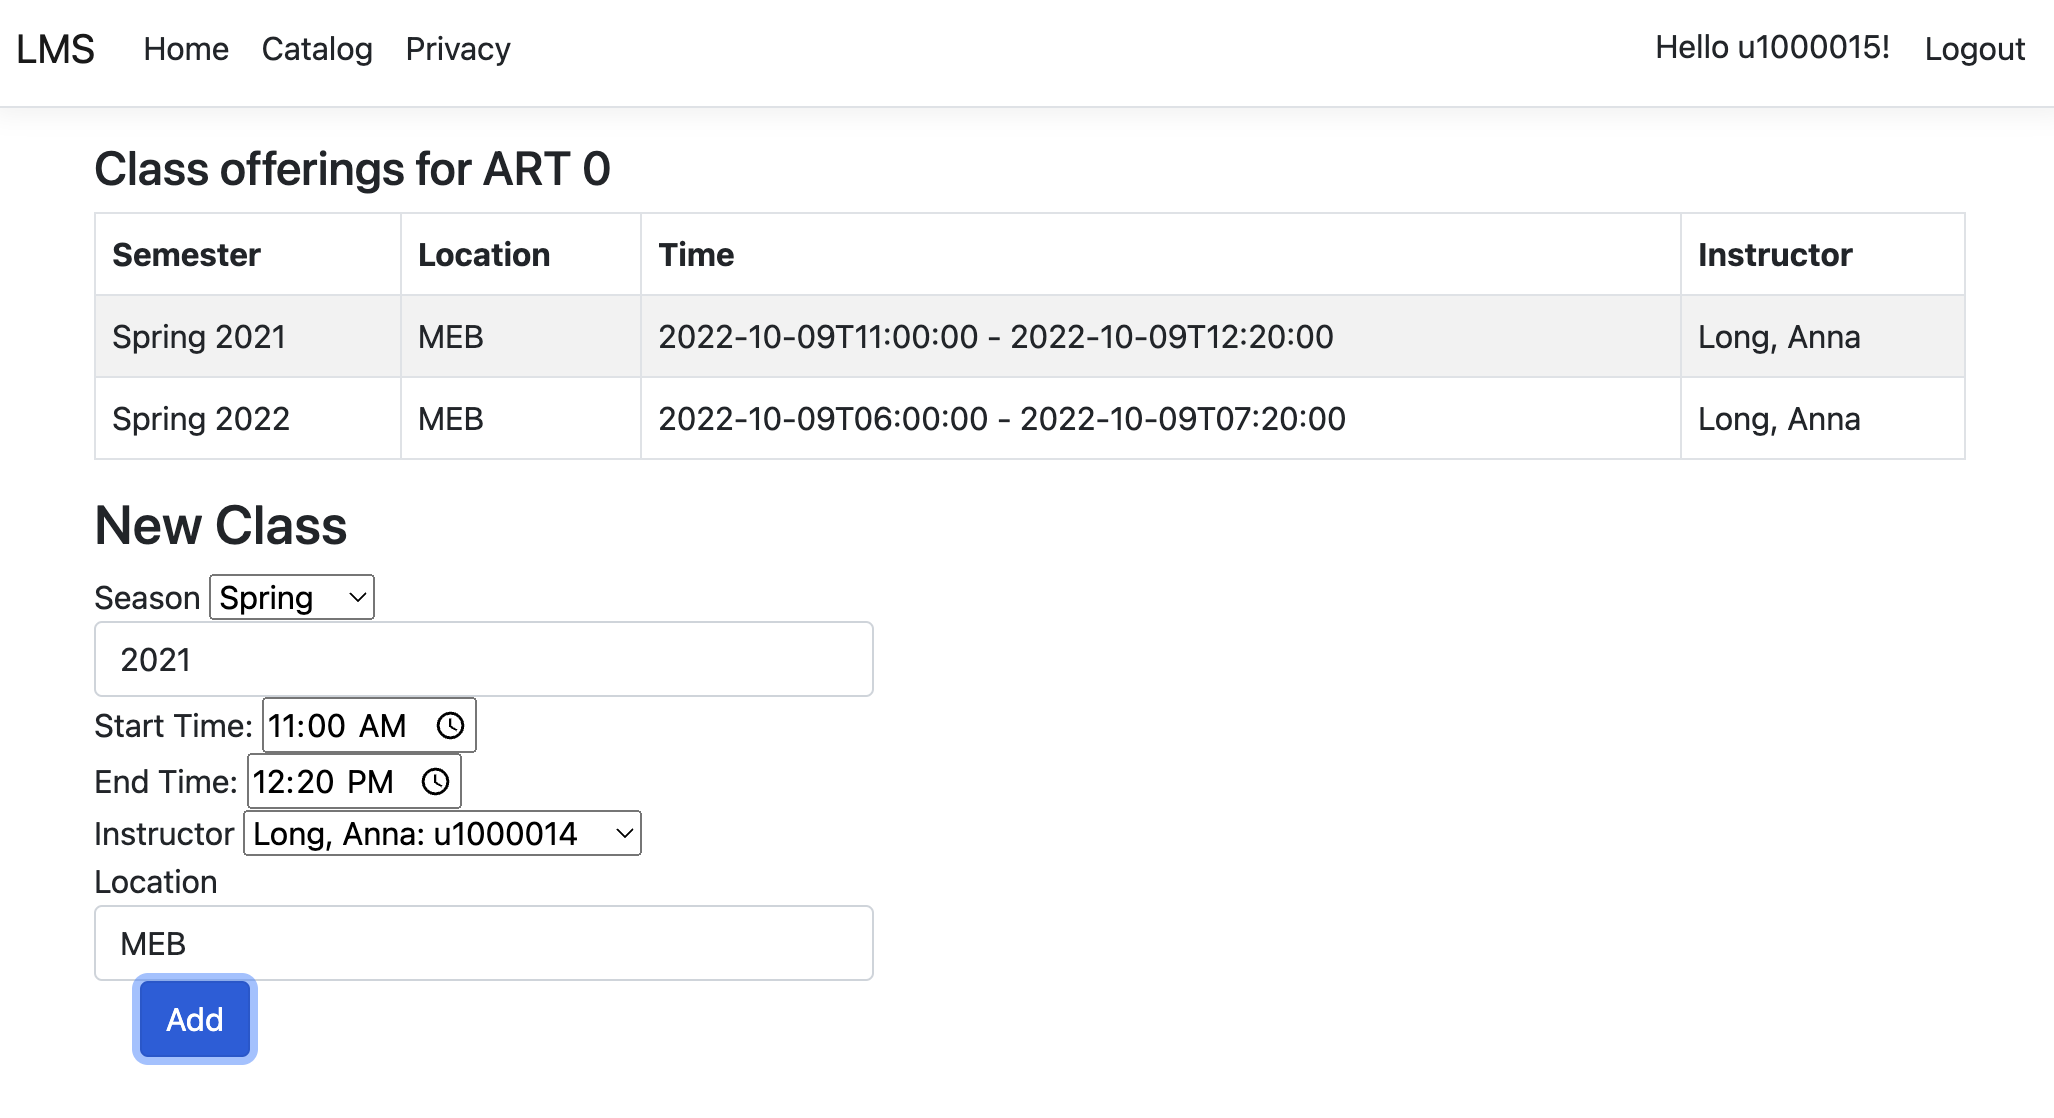 LMS Home Catalog Privacy Hello u1000015! Logout
Class offerings for ART 0
Semester Location Time Instructor
Spring 2021 MEB 2022-10-09T11:00:00 - 2022-10-09T12:20:00 Long, Anna
Spring 2022 MEB 2022-10-09T06:00:00 - 2022-10-09T07:20:00 Long, Anna
New Class
Season Spring
2021
Start Time: 11:00 AM
End Time: 12:20 PM
Instructor Long, Anna: u1000014
Location
MEB
Add